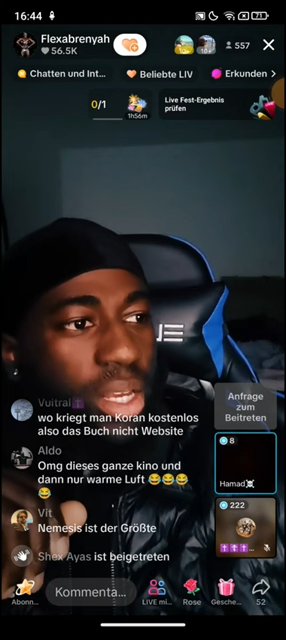 16:44
71
Flexabrenyah
56.5K
557
Chatten und Int...
Beliebte LIV
Erkunden
0/1
1h56m
Live Fest-Ergebnis
prüfen
Vuitral
wo kriegt man Koran kostenlos
also das Buch nicht Website
Anfrage
zum
Beitreten
Aldo
Omg dieses ganze kino und
dann nur warme Luft 😂😂😂
😂
8
Hamad☠
Vit
Nemesis ist der Größte
222
Shex Ayas ist beigetreten
Kommenta...
Abonn...
LIVE mi...
Rose
Gesche...
52